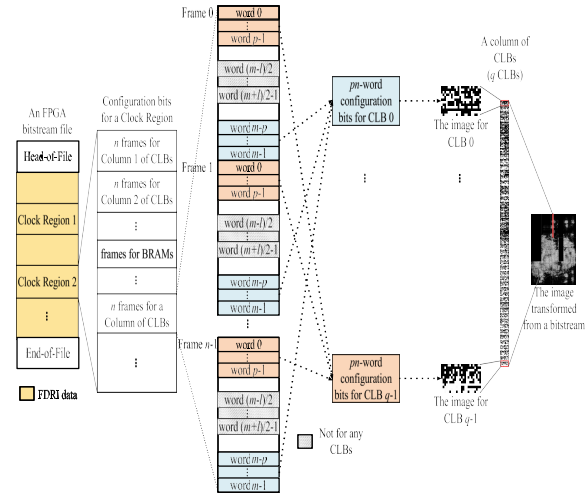 An FPGA
bitstream file
Head-of-File
Clock Region 1
Clock Region 2
⋮
End-of-File
FDRI data
Configuration bits
for a Clock Region
n frames for
Column 1 of CLBs
n frames for
Column 2 of CLBs
⋮
frames for BRAMs
⋮
n frames for a
Column of CLBs
⋮
Frame 0
word 0
⋮
word p-1
word (m-l)/2
⋮
word (m+l)/2-1
word m-p
⋮
word m-1
Frame 1
word 0
⋮
word p-1
word (m-l)/2
⋮
word (m+l)/2-1
word m-p
⋮
word m-1
⋮
Frame n-1
word 0
⋮
word p-1
word (m-l)/2
⋮
word (m+l)/2-1
word m-p
⋮
word m-1
pn-word
configuration
bits for CLB 0
⋮
pn-word
configuration
bits for CLB q-1
Not for any
CLBs
The image for
CLB 0
⋮
The image for
CLB q-1
A column of
CLBs
(q CLBs)
The image
transformed
from a bitstream